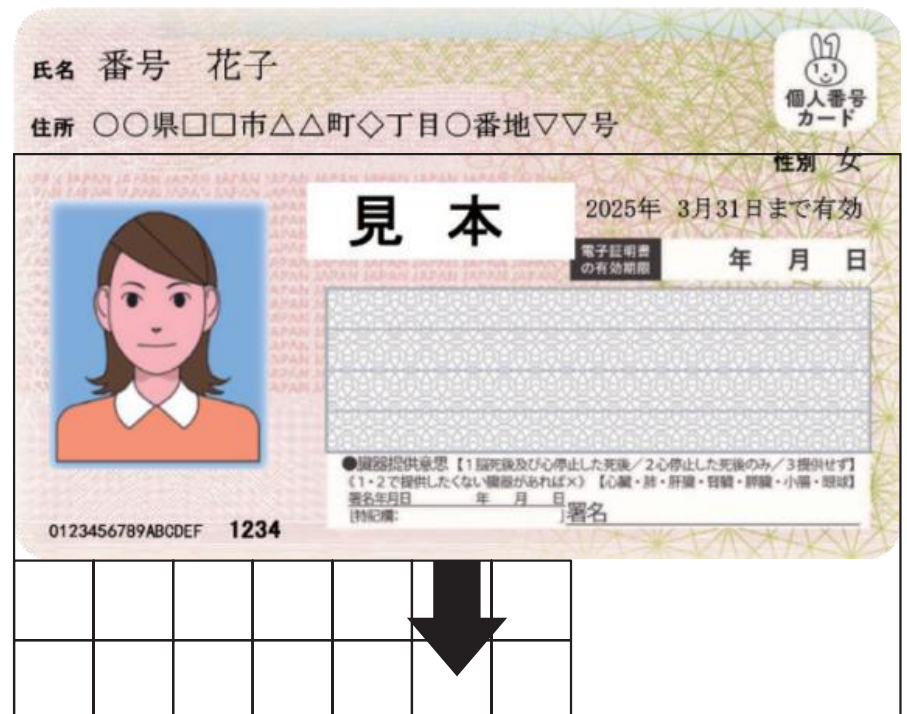 氏名 番号 花子
個人番号
カード
住所 ○○県□□市△△町◇丁目○番地▽▽号
性別 女
見 本
2025年 3月31日まで有効
電子証明書
の有効期限
年 月 日
●臓器提供意思【1脳死後及び心停止した死後／2心停止した死後のみ／3提供せず】
《1・2で提供したくない臓器があれば×》【心臓・肺・肝臓・腎臓・膵臓・小腸・眼球】
署名年月日 年 月 日
[特記欄: ] 署名
0123456789ABCDEF 1234